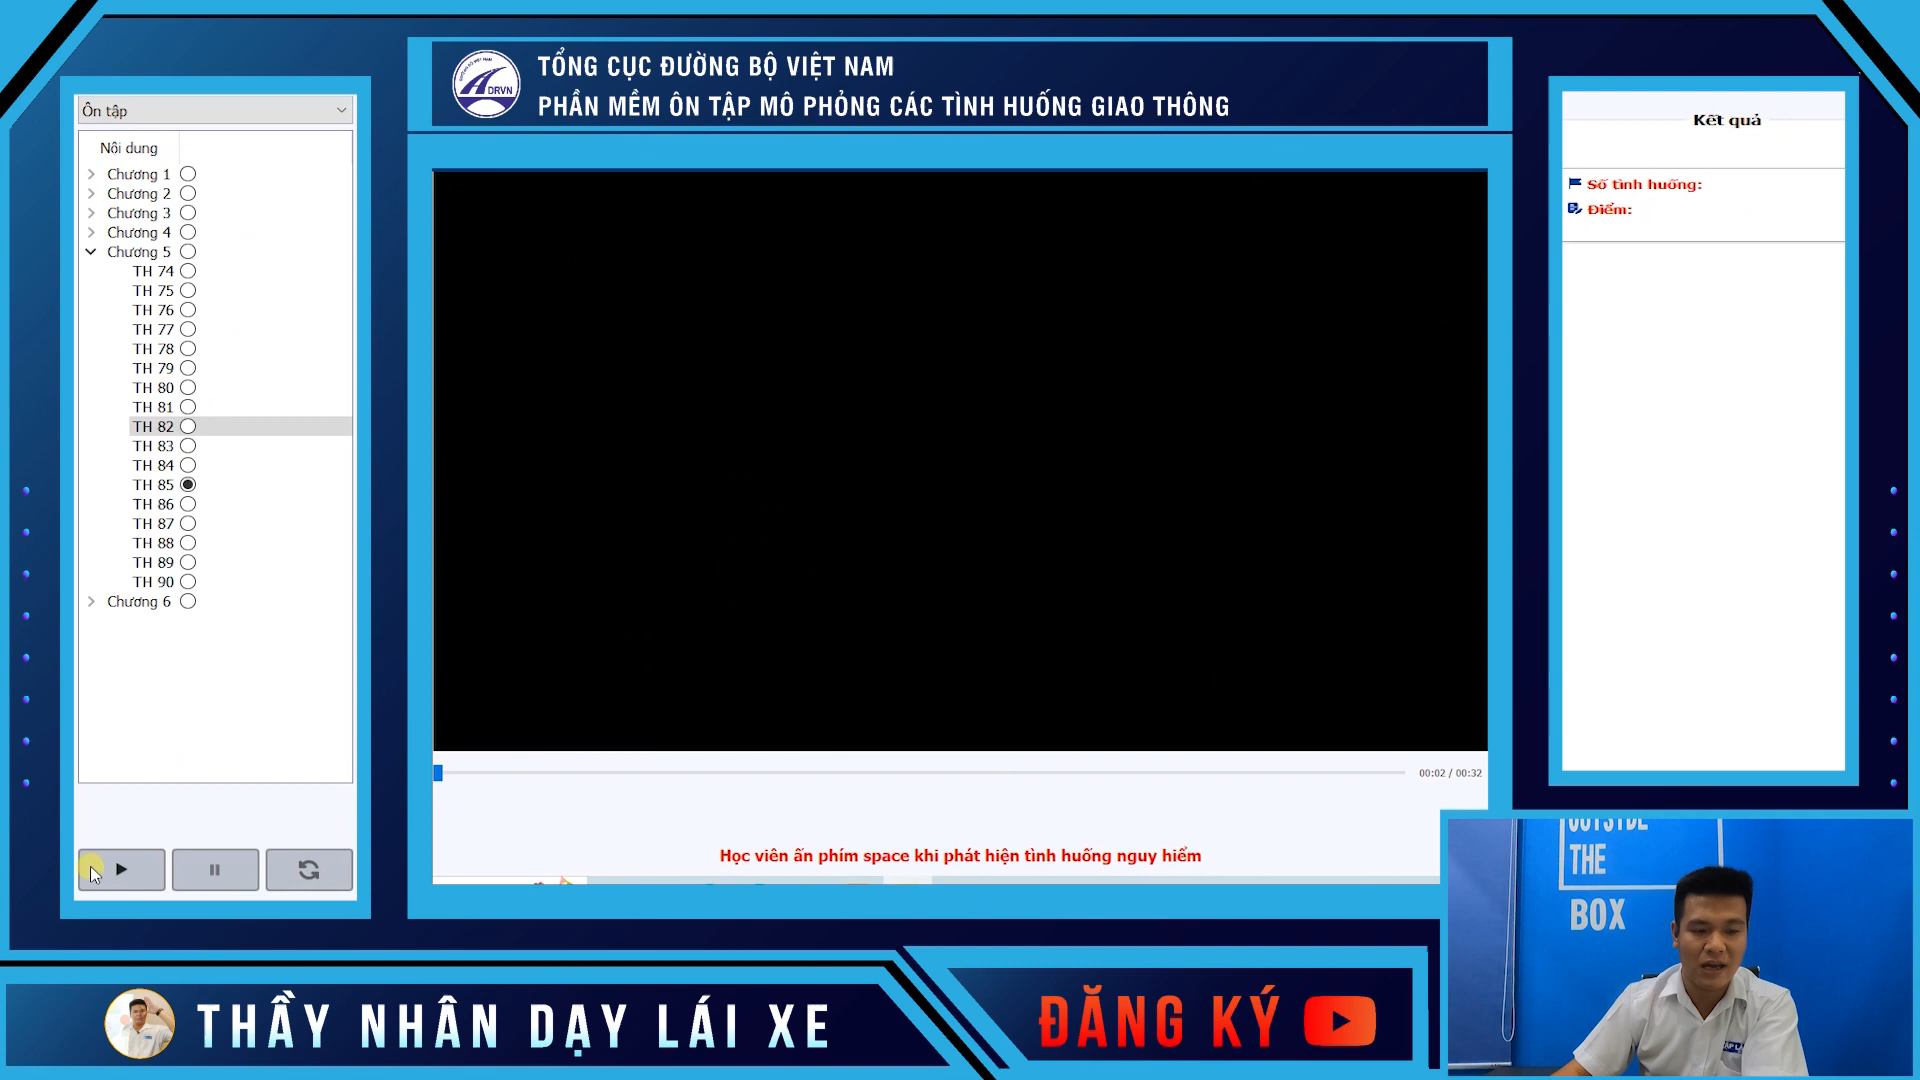 TỔNG CỤC ĐƯỜNG BỘ VIỆT NAM
PHẦN MỀM ÔN TẬP MÔ PHỎNG CÁC TÌNH HUỐNG GIAO THÔNG
DRVN
Ôn tập
Nội dung
Chương 1
Chương 2
Chương 3
Chương 4
Chương 5
TH 74
TH 75
TH 76
TH 77
TH 78
TH 79
TH 80
TH 81
TH 82
TH 83
TH 84
TH 85
TH 86
TH 87
TH 88
TH 89
TH 90
Chương 6
00:02 / 00:32
Học viên ấn phím space khi phát hiện tình huống nguy hiểm
Kết quả
Số tình huống:
Điểm:
OUTSIDE
THE
BOX
THẦY NHÂN DẠY LÁI XE
ĐĂNG KÝ